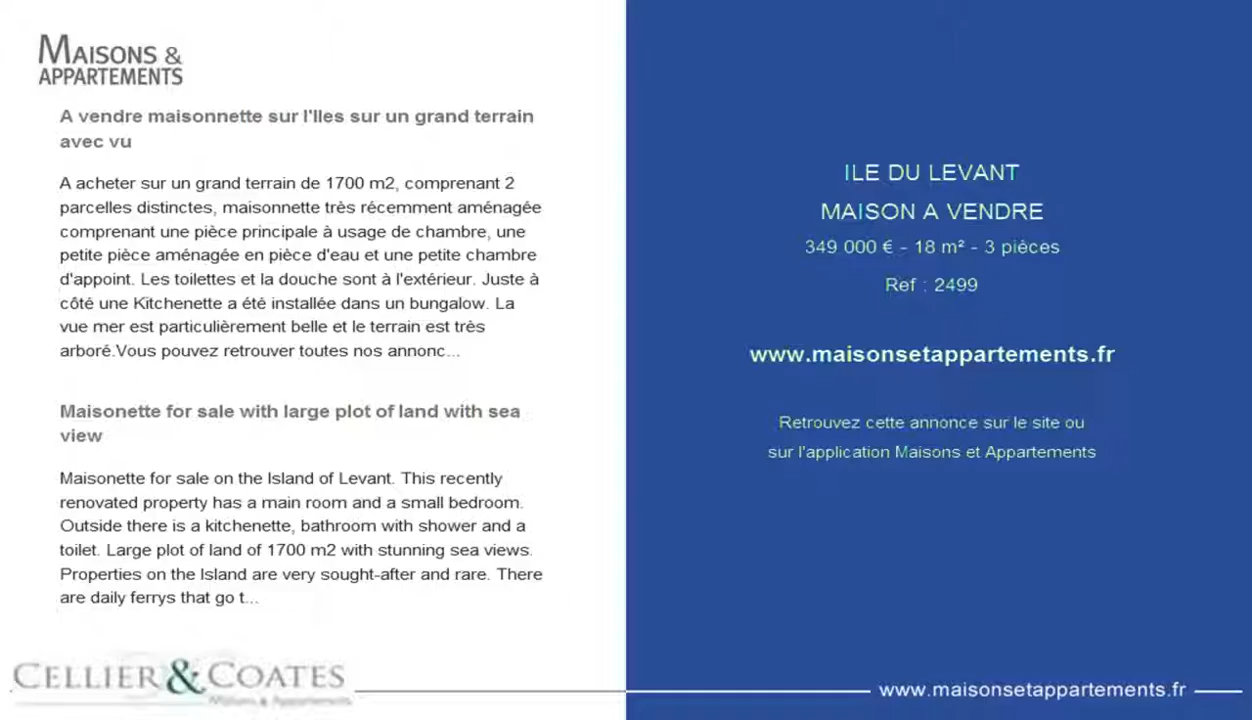 MAISONS &
APPARTEMENTS
A vendre maisonnette sur l'Iles sur un grand terrain
avec vu
A acheter sur un grand terrain de 1700 m2, comprenant 2
parcelles distinctes, maisonnette très récemment aménagée
comprenant une pièce principale à usage de chambre, une
petite pièce aménagée en pièce d'eau et une petite chambre
d'appoint. Les toilettes et la douche sont à l'extérieur. Juste à
côté une Kitchenette a été installée dans un bungalow. La
vue mer est particulièrement belle et le terrain est très
arboré.Vous pouvez retrouver toutes nos annonc...
Maisonette for sale with large plot of land with sea
view
Maisonette for sale on the Island of Levant. This recently
renovated property has a main room and a small bedroom.
Outside there is a kitchenette, bathroom with shower and a
toilet. Large plot of land of 1700 m2 with stunning sea views.
Properties on the Island are very sought-after and rare. There
are daily ferrys that go t...
CELLIER & COATES
Maisons & Appartements
ILE DU LEVANT
MAISON A VENDRE
349 000 € - 18 m² - 3 pièces
Ref : 2499
www.maisonsetappartements.fr
Retrouvez cette annonce sur le site ou
sur l'application Maisons et Appartements
www.maisonsetappartements.fr